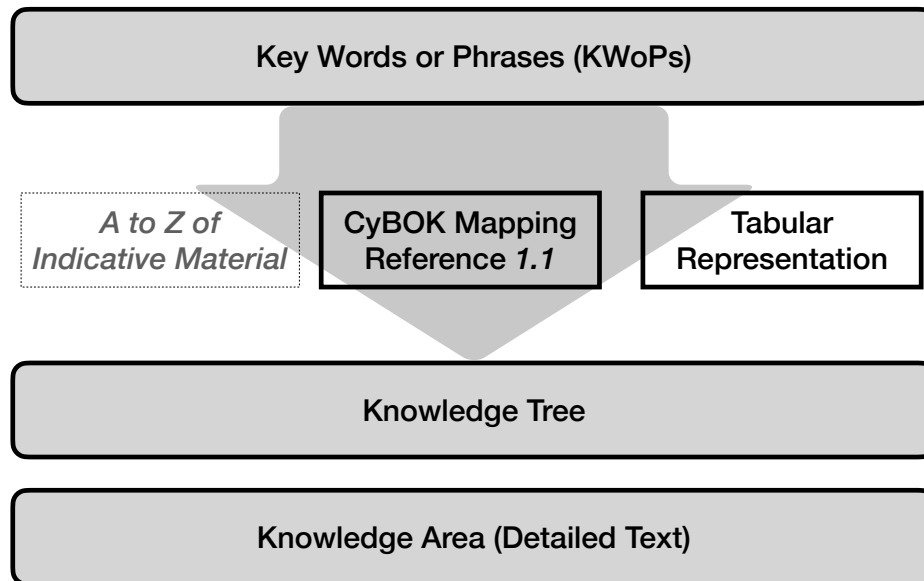 Key Words or Phrases (KWoPs)
A to Z of
Indicative Material
CyBOK Mapping
Reference 1.1
Tabular
Representation
Knowledge Tree
Knowledge Area (Detailed Text)